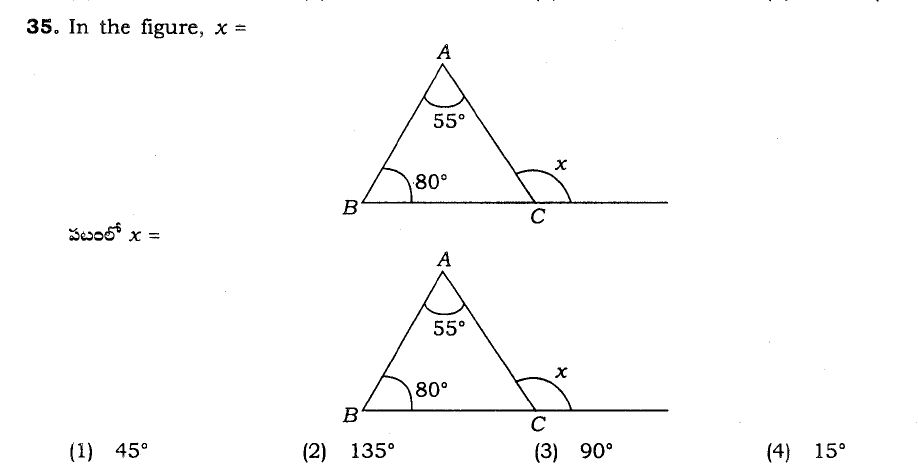 35. In the figure, x =
A
55°
80°
x
B
C
పటంలో x =
A
55°
80°
x
B
C
(1) 45° (2) 135° (3) 90° (4) 15°